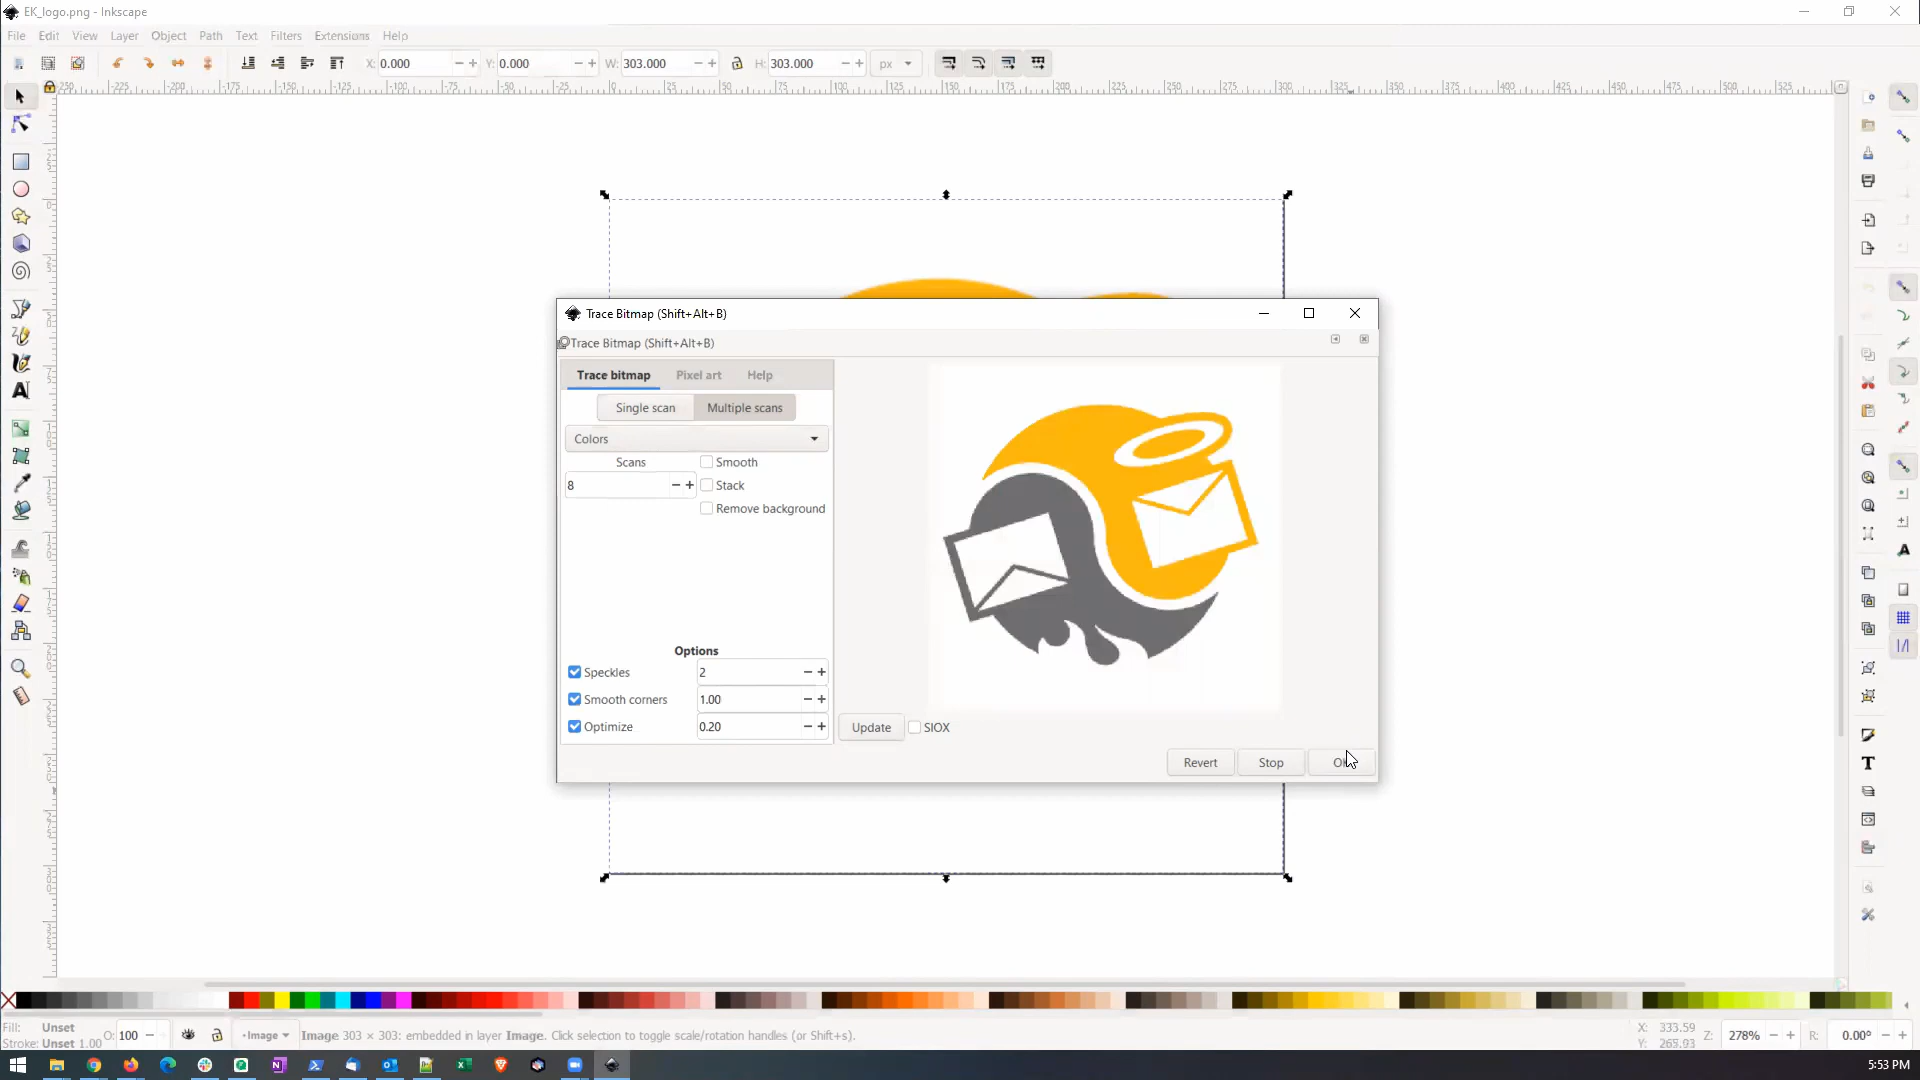 EK_logo.png - Inkscape
File Edit View Layer Object Path Text Filters Extensions Help
X: 0.000 Y: 0.000 W: 303.000 H: 303.000 px
Trace Bitmap (Shift+Alt+B)
Trace Bitmap (Shift+Alt+B)
Trace bitmap Pixel art Help
Single scan Multiple scans
Colors
Scans Smooth
8 Stack
Remove background
Options
Speckles 2
Smooth corners 1.00
Optimize 0.20
Update SIOX
Revert Stop
Fill: Unset
Stroke: Unset 1.00
O: 100
•Image
Image 303 × 303: embedded in layer Image. Click selection to toggle scale/rotation handles (or Shift+s).
X: 333.59
Y: 265.93
Z: 278% R: 0.00°
5:53 PM